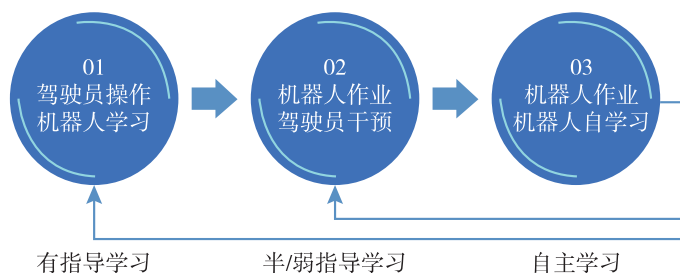 01
驾驶员操作
机器人学习
02
机器人作业
驾驶员干预
03
机器人作业
机器人自学习
有指导学习
半/弱指导学习
自主学习